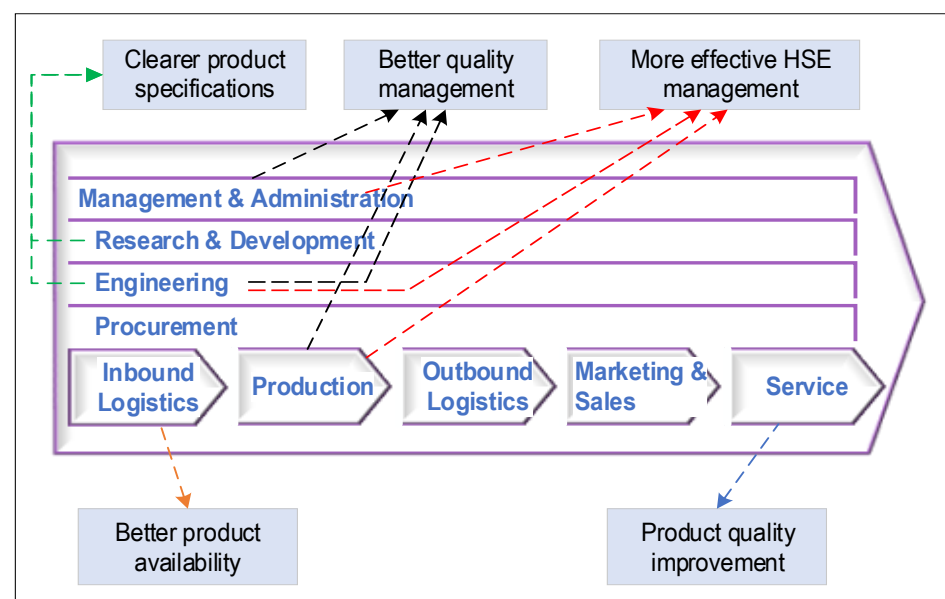 Clearer product
specifications
Better quality
management
More effective HSE
management
Management & Administration
Research & Development
Engineering
Procurement
Inbound
Logistics
Production
Outbound
Logistics
Marketing &
Sales
Service
Better product
availability
Product quality
improvement